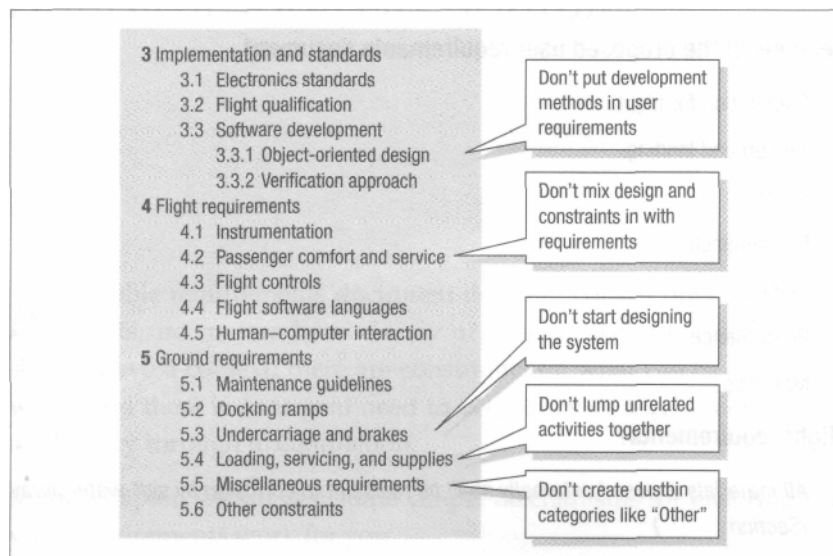 3 Implementation and standards
3.1 Electronics standards
3.2 Flight qualification
3.3 Software development
3.3.1 Object-oriented design
3.3.2 Verification approach
4 Flight requirements
4.1 Instrumentation
4.2 Passenger comfort and service
4.3 Flight controls
4.4 Flight software languages
4.5 Human–computer interaction
5 Ground requirements
5.1 Maintenance guidelines
5.2 Docking ramps
5.3 Undercarriage and brakes
5.4 Loading, servicing, and supplies
5.5 Miscellaneous requirements
5.6 Other constraints
Don't put development
methods in user
requirements
Don't mix design and
constraints in with
requirements
Don't start designing
the system
Don't lump unrelated
activities together
Don't create dustbin
categories like “Other”